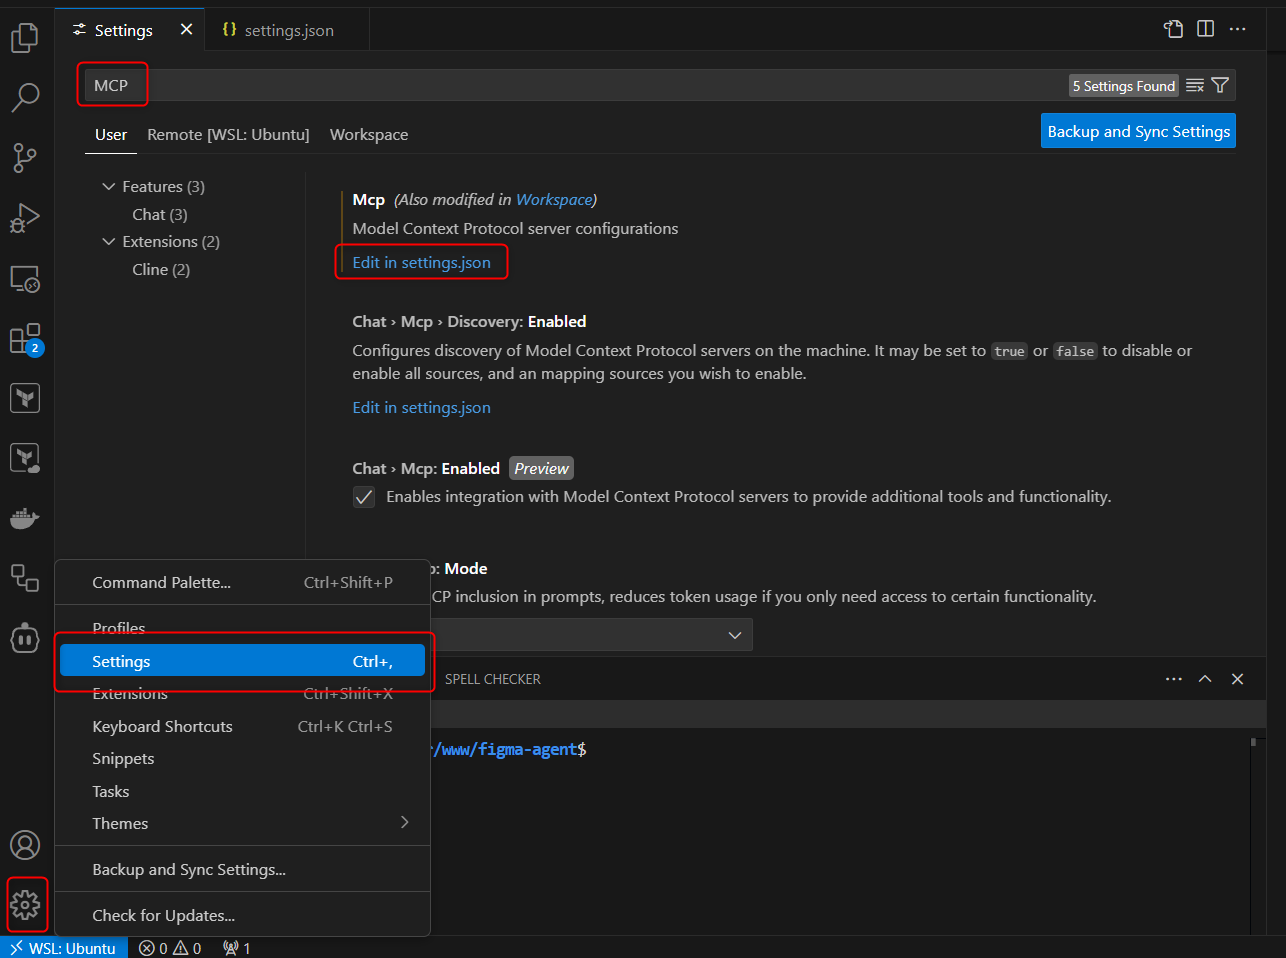 Settings
{} settings.json
MCP
5 Settings Found
User Remote [WSL: Ubuntu] Workspace
Backup and Sync Settings
Features (3)
Chat (3)
Extensions (2)
Cline (2)
Mcp (Also modified in Workspace)
Model Context Protocol server configurations
Edit in settings.json
Chat › Mcp › Discovery: Enabled
Configures discovery of Model Context Protocol servers on the machine. It may be set to true or false to disable or
enable all sources, and an mapping sources you wish to enable.
Edit in settings.json
Chat › Mcp: Enabled Preview
Enables integration with Model Context Protocol servers to provide additional tools and functionality.
Mode
CP inclusion in prompts, reduces token usage if you only need access to certain functionality.
2
Command Palette... Ctrl+Shift+P
Profiles
Settings Ctrl+,
Extensions Ctrl+Shift+X
Keyboard Shortcuts Ctrl+K Ctrl+S
Snippets
Tasks
Themes
Backup and Sync Settings...
Check for Updates...
SPELL CHECKER
/www/figma-agent$
WSL: Ubuntu 0 0 1